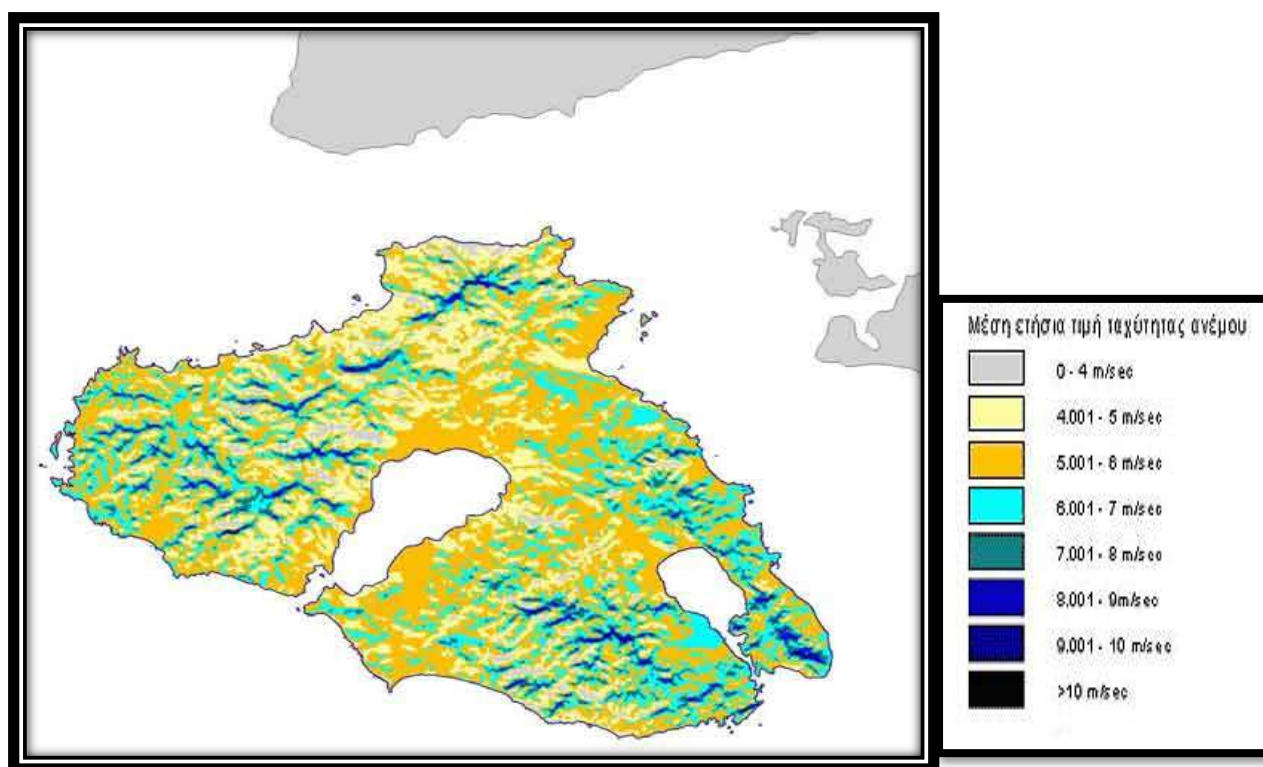 Μέση ετήσια τιμή ταχύτητας ανέμου
0 - 4 m/sec
4.001 - 5 m/sec
5.001 - 6 m/sec
6.001 - 7 m/sec
7.001 - 8 m/sec
8,001 - 9m/sec
9.001 - 10 m/sec
>10 m/sec